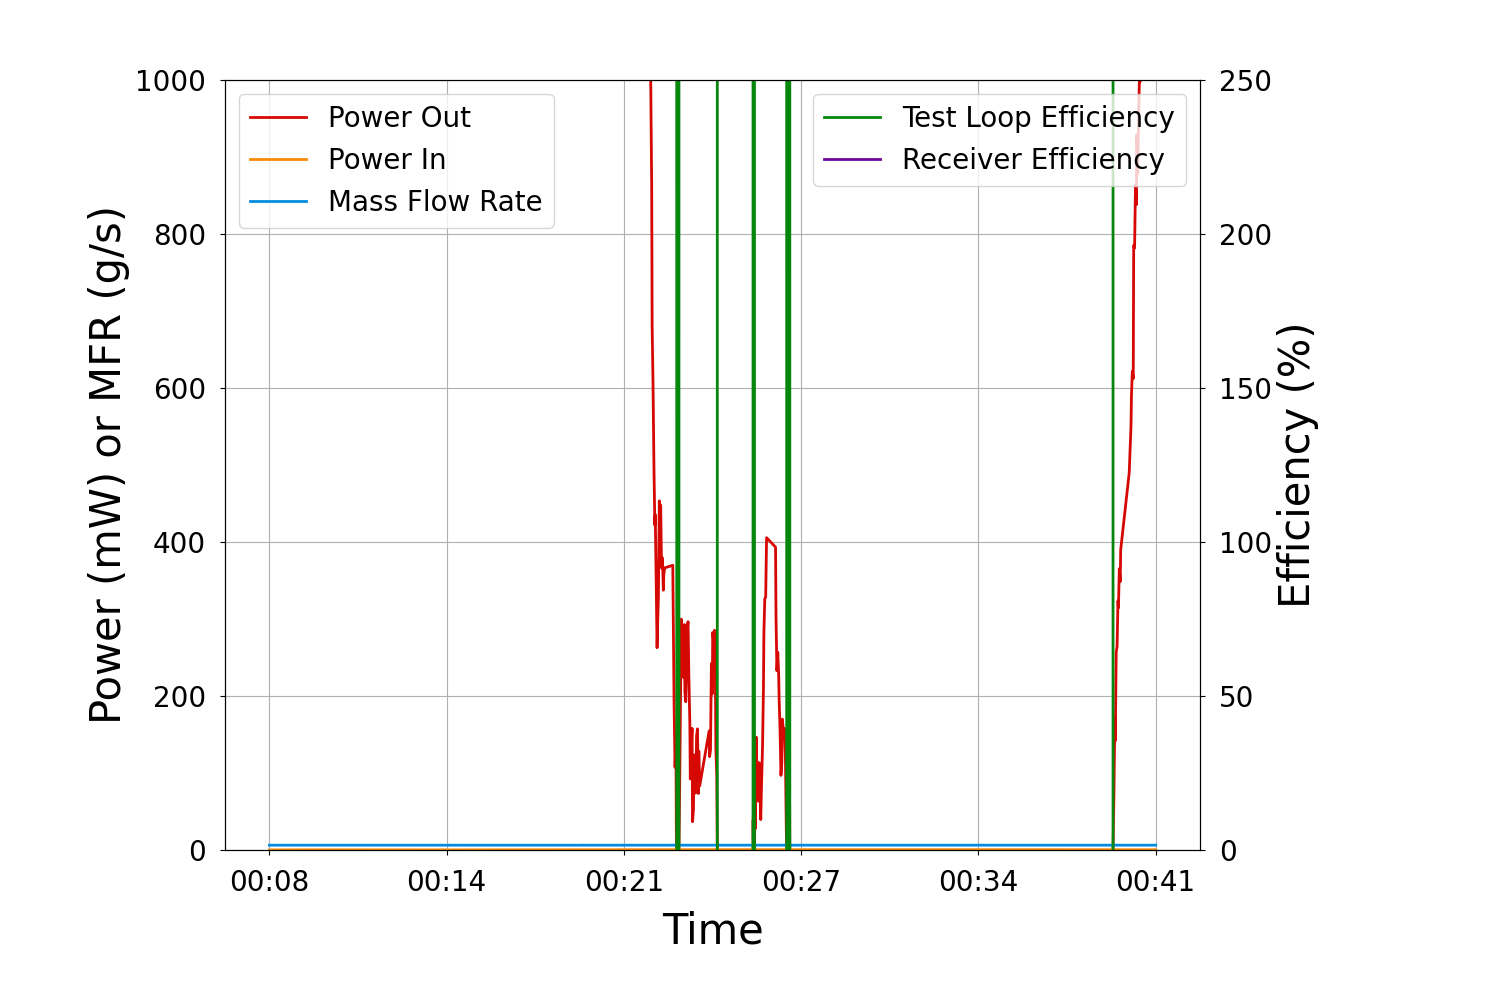 Power Out
Power In
Mass Flow Rate
Test Loop Efficiency
Receiver Efficiency
Power (mW) or MFR (g/s)
1000
800
600
400
200
0
250
200
150
100
50
0
Efficiency (%)
00:08 00:14 00:21 00:27 00:34 00:41
Time